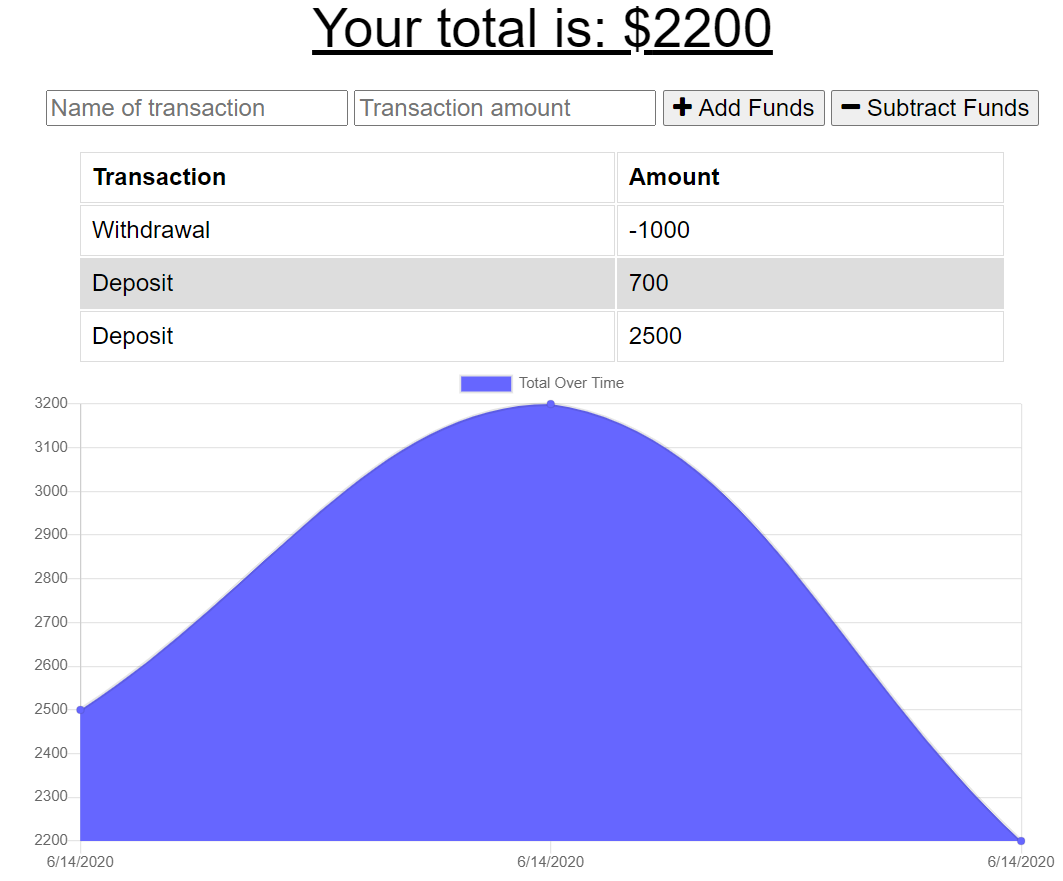 Your total is: $2200
Name of transaction Transaction amount + Add Funds − Subtract Funds
Transaction Amount
Withdrawal -1000
Deposit 700
Deposit 2500
Total Over Time
3200
3100
3000
2900
2800
2700
2600
2500
2400
2300
2200
6/14/2020 6/14/2020 6/14/2020